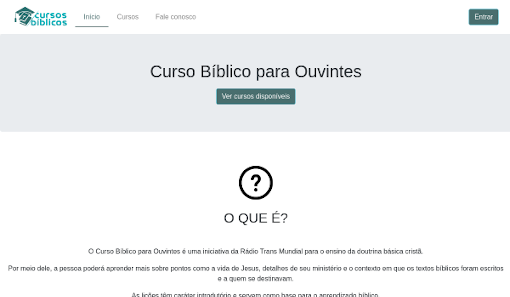 cursos
bíblicos
Início
Cursos
Fale conosco
Entrar
Curso Bíblico para Ouvintes
Ver cursos disponíveis
O QUE É?
O Curso Bíblico para Ouvintes é uma iniciativa da Rádio Trans Mundial para o ensino da doutrina básica cristã.
Por meio dele, a pessoa poderá aprender mais sobre pontos como a vida de Jesus, detalhes de seu ministério e o contexto em que os textos bíblicos foram escritos
e a quem se destinavam.
As lições têm caráter introdutório e servem como base para o aprendizado bíblico